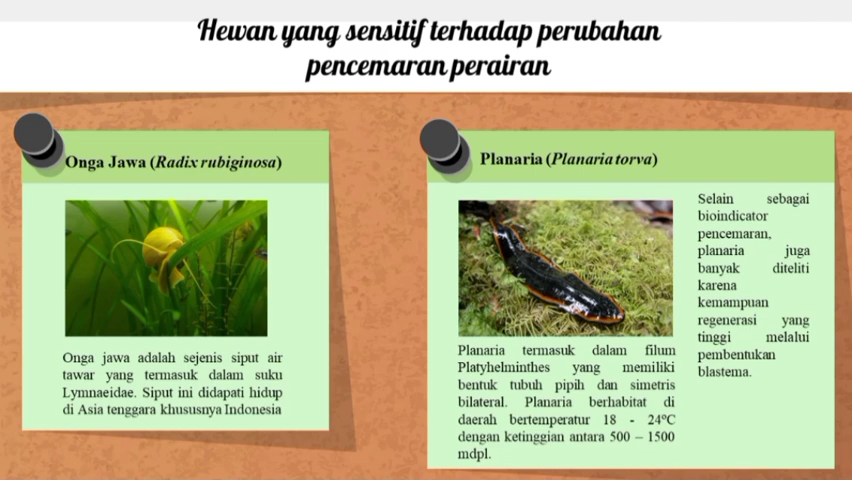 Hewan yang sensitif terhadap perubahan
pencemaran perairan
Onga Jawa (Radix rubiginosa)
Onga jawa adalah sejenis siput air
tawar yang termasuk dalam suku
Lymnaeidae. Siput ini didapati hidup
di Asia tenggara khususnya Indonesia
Planaria (Planaria torva)
Planaria termasuk dalam filum
Platyhelminthes yang memiliki
bentuk tubuh pipih dan simetris
bilateral. Planaria berhabitat di
daerah bertemperatur 18 - 24°C
dengan ketinggian antara 500 – 1500
mdpl.
Selain sebagai
bioindicator
pencemaran,
planaria juga
banyak diteliti
karena
kemampuan
regenerasi yang
tinggi melalui
pembentukan
blastema.